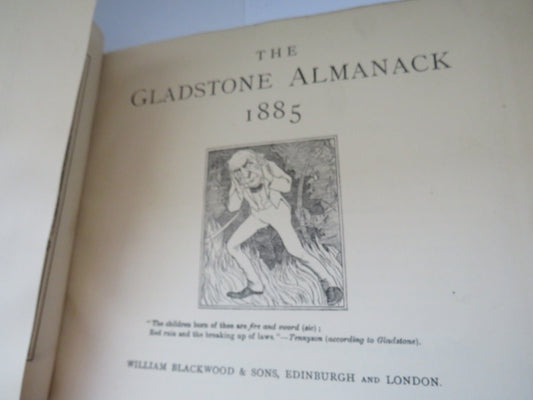 THE
GLADSTONE ALMANACK
1885
"The children born of thee are fire and sword (sic);
Red ruin and the breaking up of laws."—Tennyson (according to Gladstone).
WILLIAM BLACKWOOD & SONS, EDINBURGH AND LONDON.